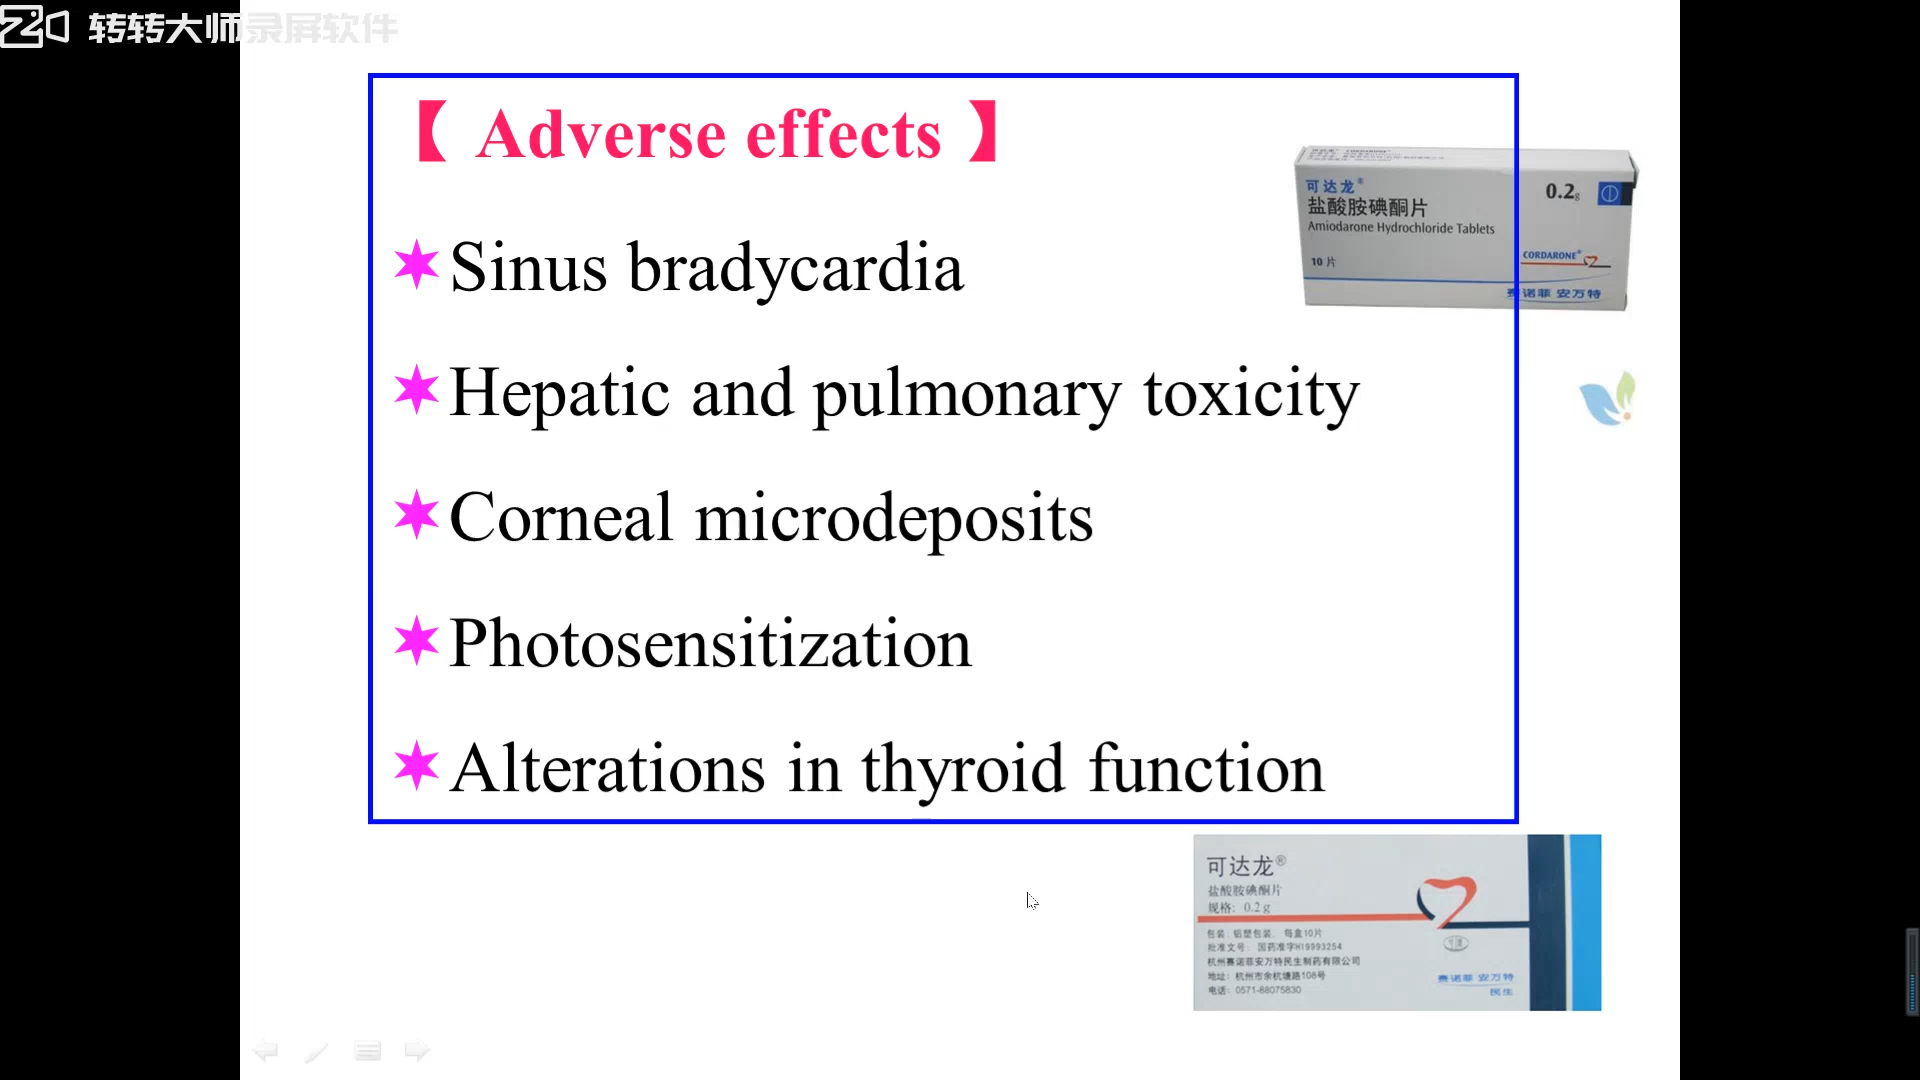 转转大师录屏软件
【 Adverse effects 】
Sinus bradycardia
Hepatic and pulmonary toxicity
Corneal microdeposits
Photosensitization
Alterations in thyroid function
可达龙®
盐酸胺碘酮片
Amiodarone Hydrochloride Tablets
10 片
0.2g
CORDARONE®
赛诺菲 安万特
可达龙®
盐酸胺碘酮片
规格: 0.2 g
包装: 铝塑包装, 每盒10片
批准文号: 国药准字H19993254
杭州赛诺菲安万特民生制药有限公司
地址: 杭州市余杭塘路108号
电话: 0571-88075830
赛诺菲 安万特
民生